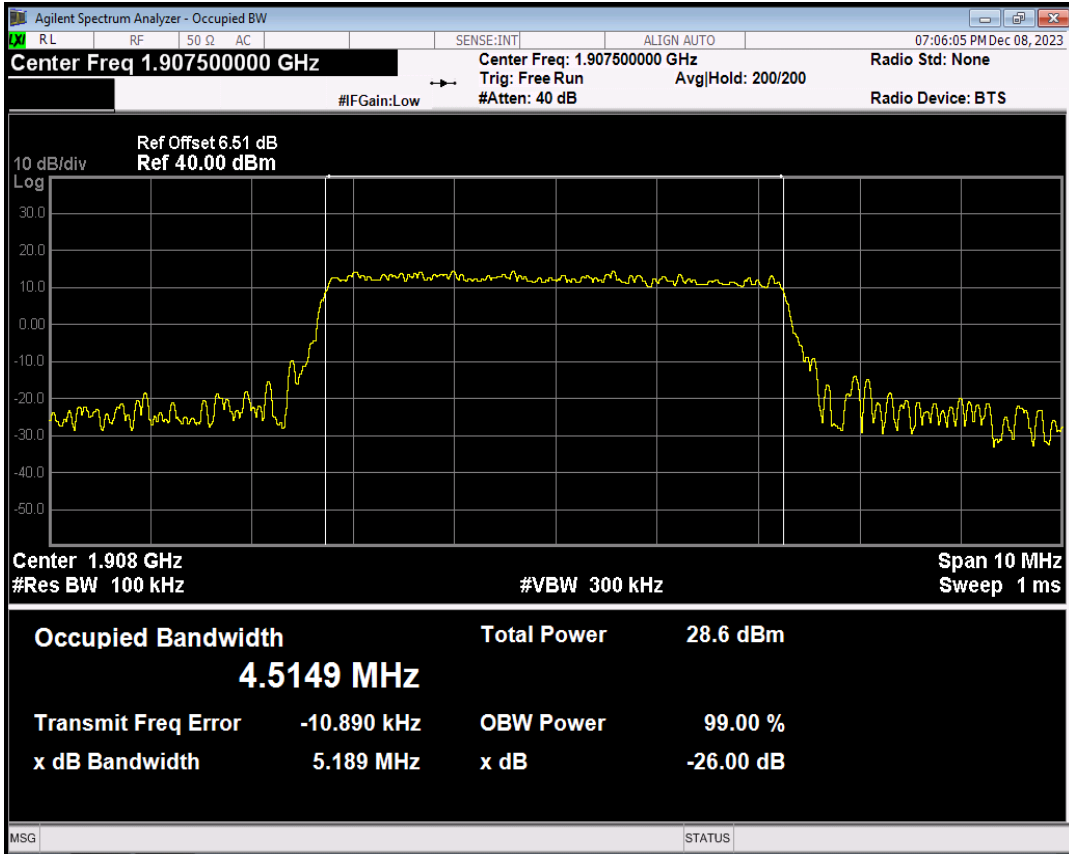 Agilent Spectrum Analyzer - Occupied BW
LXI RL RF 50 Ω AC SENSE:INT ALIGN AUTO 07:06:05 PM Dec 08, 2023
Center Freq 1.907500000 GHz Center Freq: 1.907500000 GHz Radio Std: None
Trig: Free Run Avg|Hold: 200/200
#IFGain:Low #Atten: 40 dB Radio Device: BTS
Ref Offset 6.51 dB
10 dB/div Ref 40.00 dBm
Log
30.0
20.0
10.0
0.00
-10.0
-20.0
-30.0
-40.0
-50.0
Center 1.908 GHz Span 10 MHz
#Res BW 100 kHz #VBW 300 kHz Sweep 1 ms
Occupied Bandwidth Total Power 28.6 dBm
4.5149 MHz
Transmit Freq Error -10.890 kHz OBW Power 99.00 %
x dB Bandwidth 5.189 MHz x dB -26.00 dB
MSG STATUS